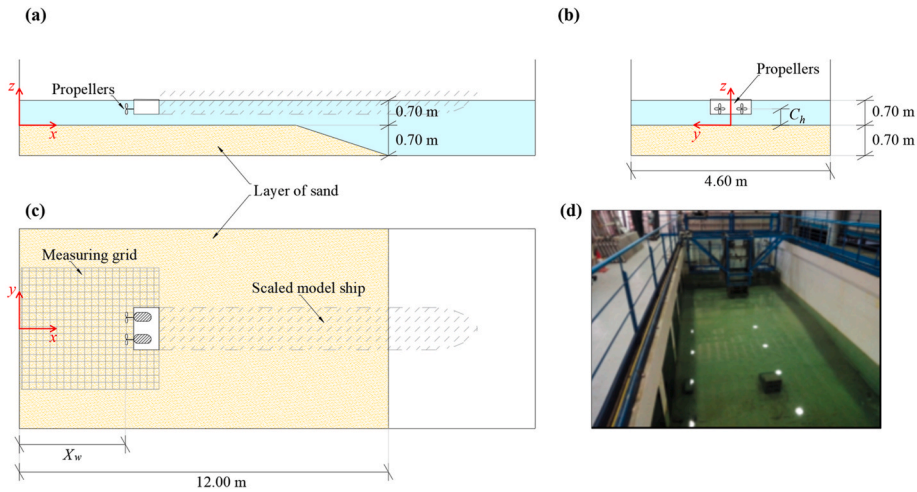 (a)
z
Propellers
x
0.70 m
0.70 m
Layer of sand
(b)
z
Propellers
C_h
y
0.70 m
0.70 m
4.60 m
(c)
Measuring grid
Scaled model ship
y
x
X_w
12.00 m
(d)